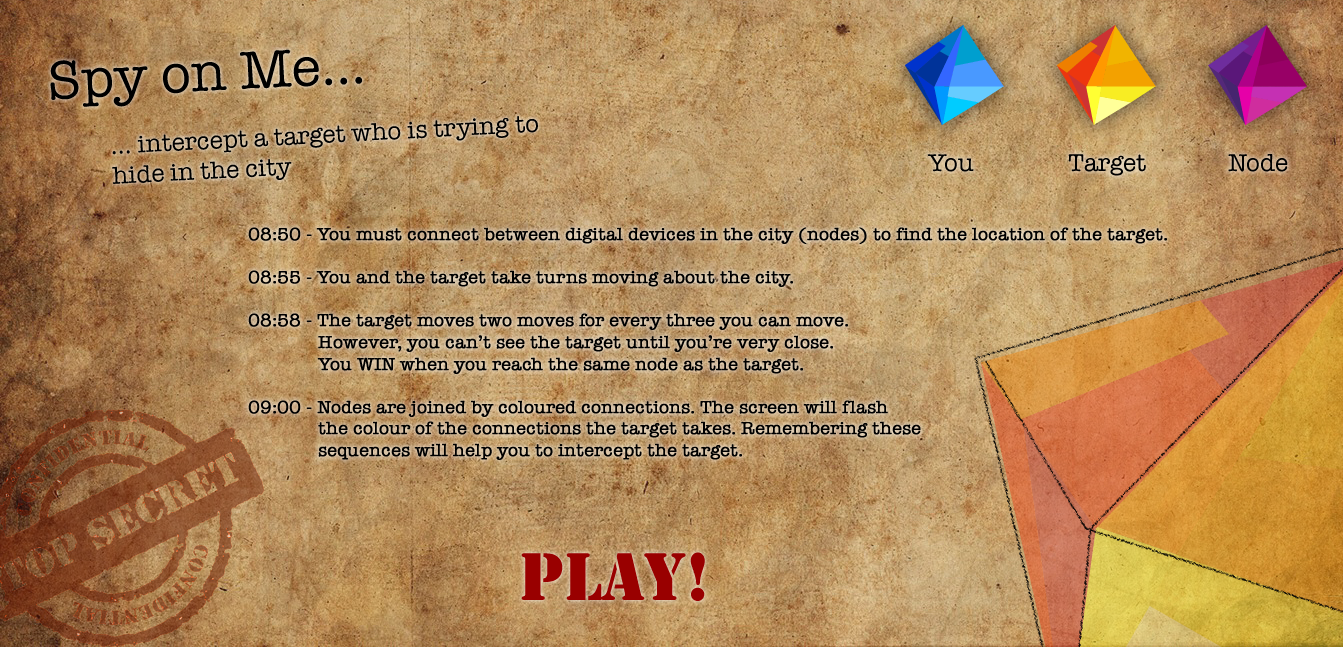 Spy on Me...
... intercept a target who is trying to
hide in the city
You
Target
Node
08:50 - You must connect between digital devices in the city (nodes) to find the location of the target.
08:55 - You and the target take turns moving about the city.
08:58 - The target moves two moves for every three you can move.
However, you can't see the target until you're very close.
You WIN when you reach the same node as the target.
09:00 - Nodes are joined by coloured connections. The screen will flash
the colour of the connections the target takes. Remembering these
sequences will help you to intercept the target.
CONFIDENTIAL
TOP SECRET
CONFIDENTIAL
PLAY!